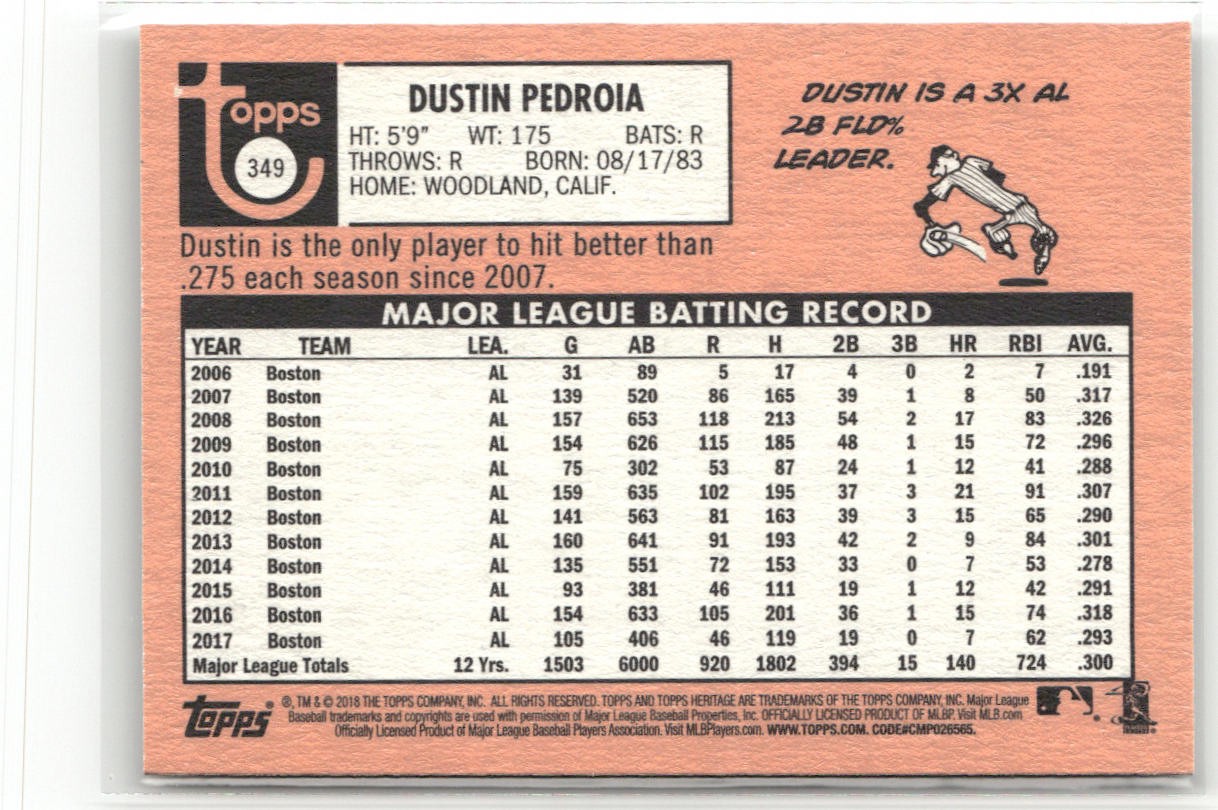 topps
349
DUSTIN PEDROIA
HT: 5'9" WT: 175 BATS: R
THROWS: R BORN: 08/17/83
HOME: WOODLAND, CALIF.
DUSTIN IS A 3X AL
2B FLD%
LEADER.
Dustin is the only player to hit better than
.275 each season since 2007.
MAJOR LEAGUE BATTING RECORD
YEAR TEAM LEA. G AB R H 2B 3B HR RBI AVG.
2006 Boston AL 31 89 5 17 4 0 2 7 .191
2007 Boston AL 139 520 86 165 39 1 8 50 .317
2008 Boston AL 157 653 118 213 54 2 17 83 .326
2009 Boston AL 154 626 115 185 48 1 15 72 .296
2010 Boston AL 75 302 53 87 24 1 12 41 .288
2011 Boston AL 159 635 102 195 37 3 21 91 .307
2012 Boston AL 141 563 81 163 39 3 15 65 .290
2013 Boston AL 160 641 91 193 42 2 9 84 .301
2014 Boston AL 135 551 72 153 33 0 7 53 .278
2015 Boston AL 93 381 46 111 19 1 12 42 .291
2016 Boston AL 154 633 105 201 36 1 15 74 .318
2017 Boston AL 105 406 46 119 19 0 7 62 .293
Major League Totals 12 Yrs. 1503 6000 920 1802 394 15 140 724 .300
topps
®, TM & © 2018 THE TOPPS COMPANY, INC. ALL RIGHTS RESERVED. TOPPS AND TOPPS HERITAGE ARE TRADEMARKS OF THE TOPPS COMPANY, INC. Major League
Baseball trademarks and copyrights are used with permission of Major League Baseball Properties, Inc. OFFICIALLY LICENSED PRODUCT OF MLBP. Visit MLB.com
Officially Licensed Product of Major League Baseball Players Association. Visit MLBPlayers.com. WWW.TOPPS.COM. CODE#CMP026565.